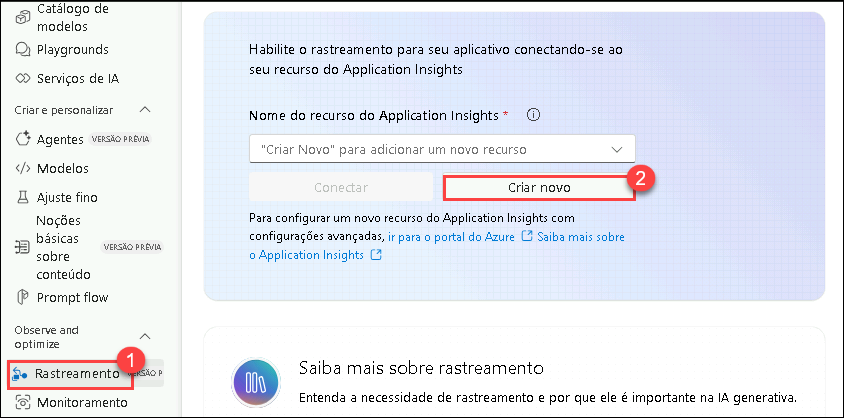 Catálogo de
modelos
Playgrounds
Serviços de IA
Criar e personalizar
Agentes VERSÃO PRÉVIA
Modelos
Ajuste fino
Noções
básicas
sobre
conteúdo
VERSÃO PRÉVIA
Prompt flow
Observe and
optimize
1
Rastreamento VERSÃO P
Monitoramento
Habilite o rastreamento para seu aplicativo conectando-se ao
seu recurso do Application Insights
Nome do recurso do Application Insights *
"Criar Novo" para adicionar um novo recurso
Conectar
Criar novo
2
Para configurar um novo recurso do Application Insights com
configurações avançadas, ir para o portal do Azure Saiba mais sobre
o Application Insights
Saiba mais sobre rastreamento
Entenda a necessidade de rastreamento e por que ele é importante na IA generativa.